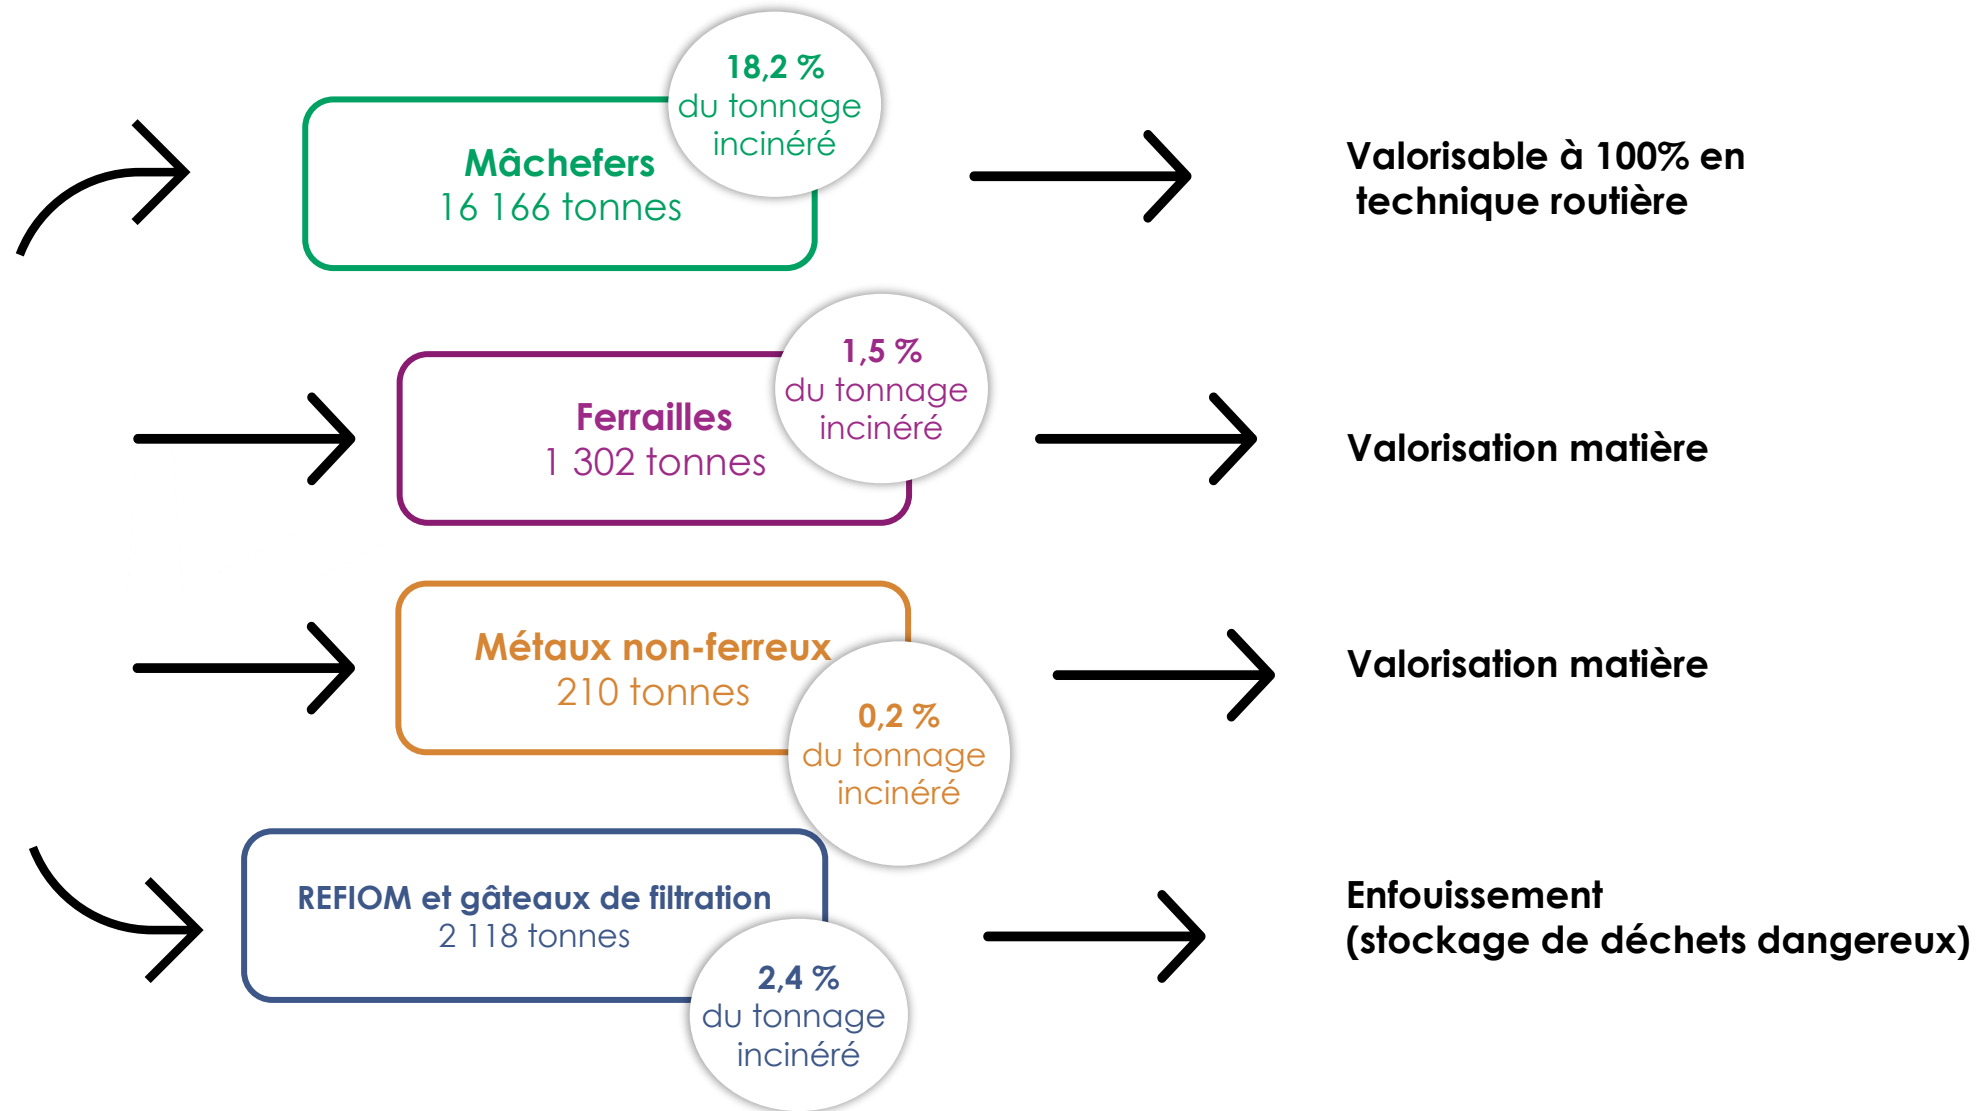 18,2 %
du tonnage
incinéré
Mâchefers
16 166 tonnes
Valorisable à 100% en
technique routière
1,5 %
du tonnage
incinéré
Ferrailles
1 302 tonnes
Valorisation matière
Métaux non-ferreux
210 tonnes
0,2 %
du tonnage
incinéré
Valorisation matière
REFIOM et gâteaux de filtration
2 118 tonnes
2,4 %
du tonnage
incinéré
Enfouissement
(stockage de déchets dangereux)